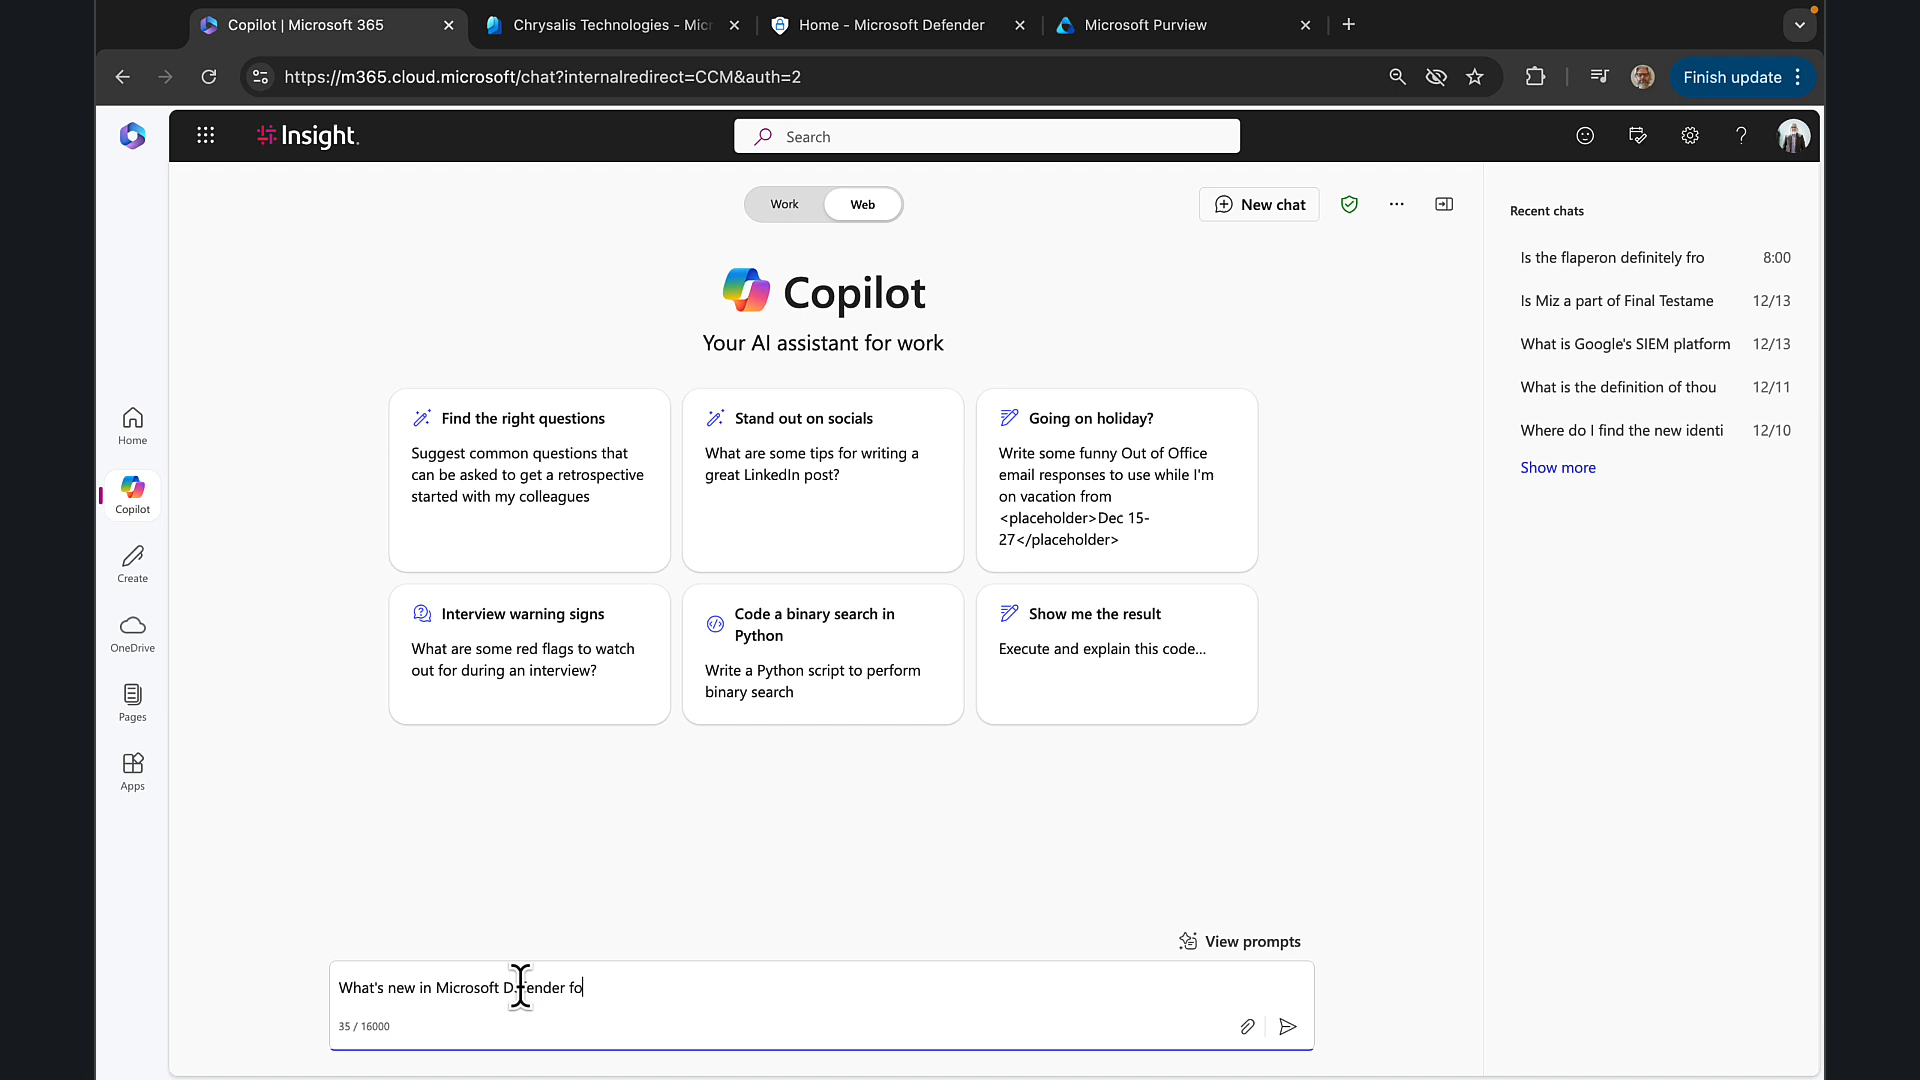 Copilot | Microsoft 365
Chrysalis Technologies - Micr
Home - Microsoft Defender
Microsoft Purview
https://m365.cloud.microsoft/chat?internalredirect=CCM&auth=2
Finish update
Insight.
Search
Work
Web
New chat
Copilot
Your AI assistant for work
Find the right questions
Suggest common questions that
can be asked to get a retrospective
started with my colleagues
Stand out on socials
What are some tips for writing a
great LinkedIn post?
Going on holiday?
Write some funny Out of Office
email responses to use while I'm
on vacation from
<placeholder>Dec 15-
27</placeholder>
Interview warning signs
What are some red flags to watch
out for during an interview?
Code a binary search in
Python
Write a Python script to perform
binary search
Show me the result
Execute and explain this code...
Home
Copilot
Create
OneDrive
Pages
Apps
Recent chats
Is the flaperon definitely fro 8:00
Is Miz a part of Final Testame 12/13
What is Google's SIEM platform 12/13
What is the definition of thou 12/11
Where do I find the new identi 12/10
Show more
View prompts
What's new in Microsoft Defender fo
35 / 16000